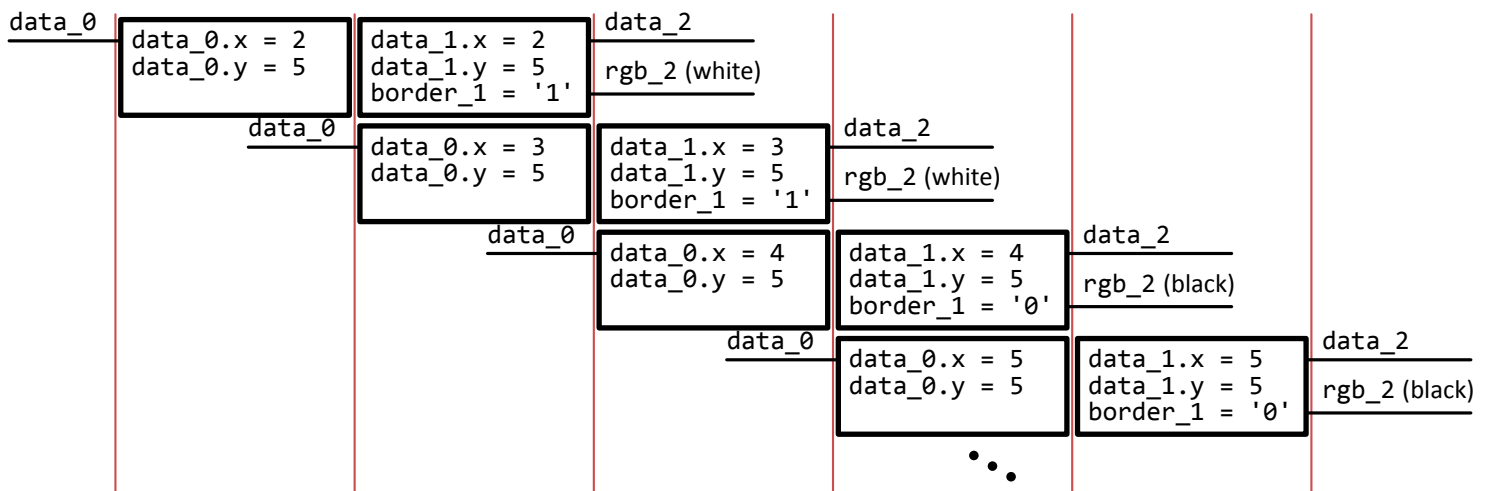 data_0
data_0.x = 2
data_0.y = 5
data_1.x = 2
data_1.y = 5
border_1 = '1'
data_2
rgb_2 (white)
data_0
data_0.x = 3
data_0.y = 5
data_1.x = 3
data_1.y = 5
border_1 = '1'
data_2
rgb_2 (white)
data_0
data_0.x = 4
data_0.y = 5
data_1.x = 4
data_1.y = 5
border_1 = '0'
data_2
rgb_2 (black)
data_0
data_0.x = 5
data_0.y = 5
data_1.x = 5
data_1.y = 5
border_1 = '0'
data_2
rgb_2 (black)